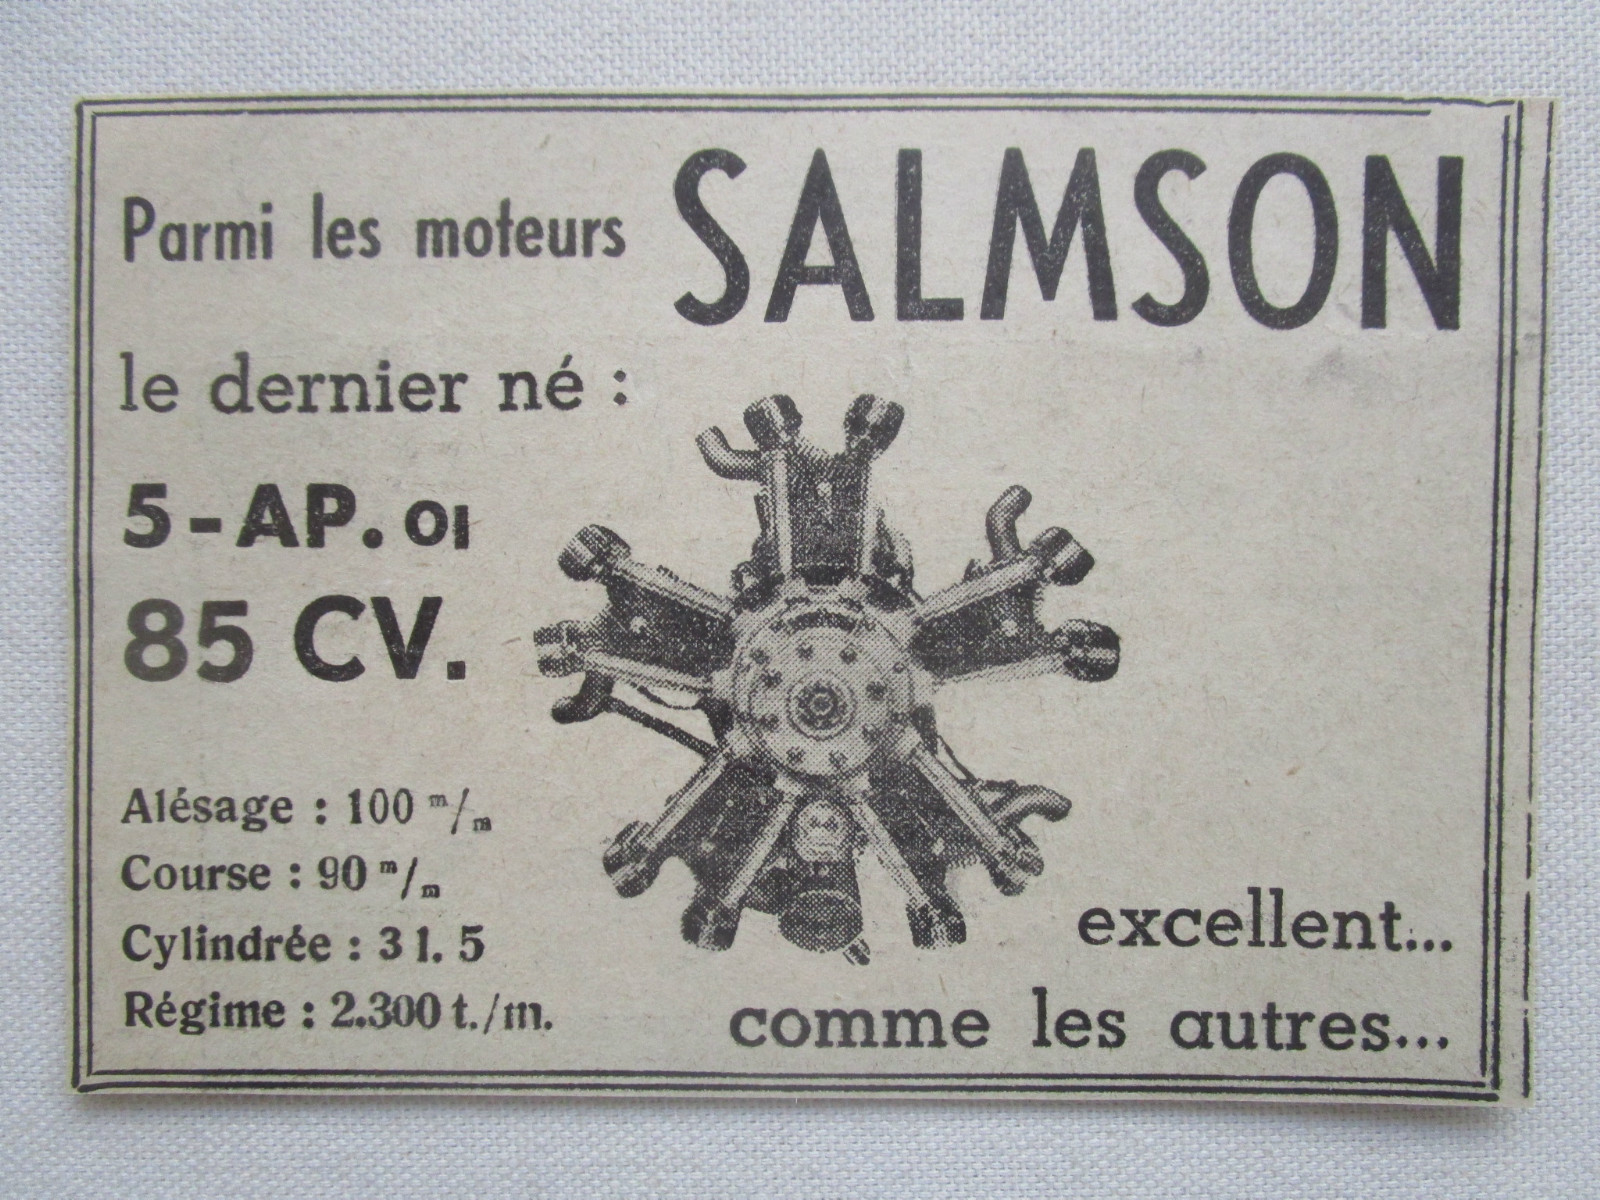 Parmi les moteurs SALMSON
le dernier né :
5-AP. 01
85 CV.
Alésage : 100 m/m
Course : 90 m/m
Cylindrée : 3 l. 5
Régime : 2.300 t./m.
excellent...
comme les autres...